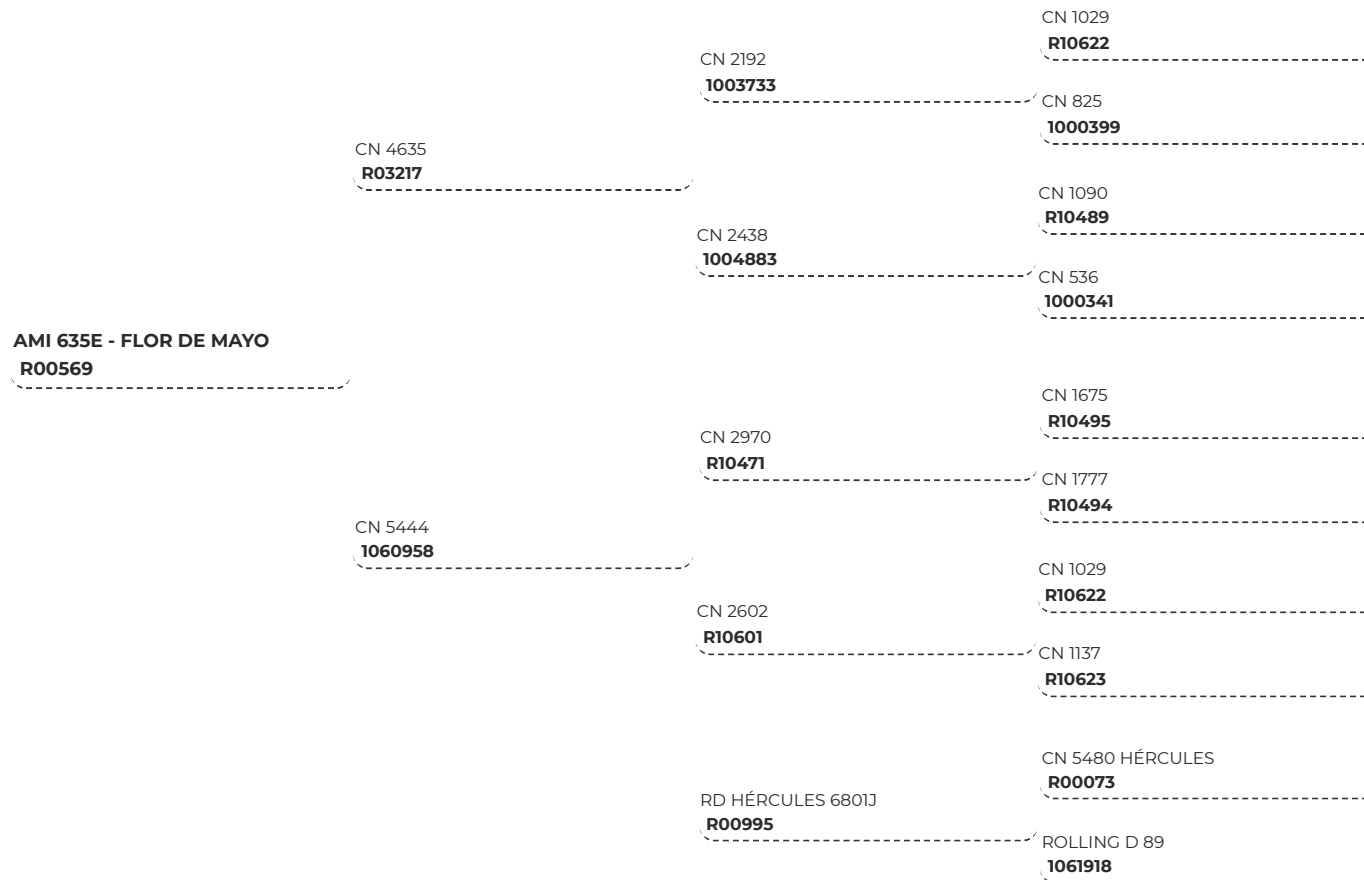 CN 1029
R10622
CN 2192
1003733
CN 825
1000399
CN 4635
R03217
CN 1090
R10489
CN 2438
1004883
CN 536
1000341
AMI 635E - FLOR DE MAYO
R00569
CN 1675
R10495
CN 2970
R10471
CN 1777
R10494
CN 5444
1060958
CN 1029
R10622
CN 2602
R10601
CN 1137
R10623
CN 5480 HÉRCULES
R00073
RD HÉRCULES 6801J
R00995
ROLLING D 89
1061918